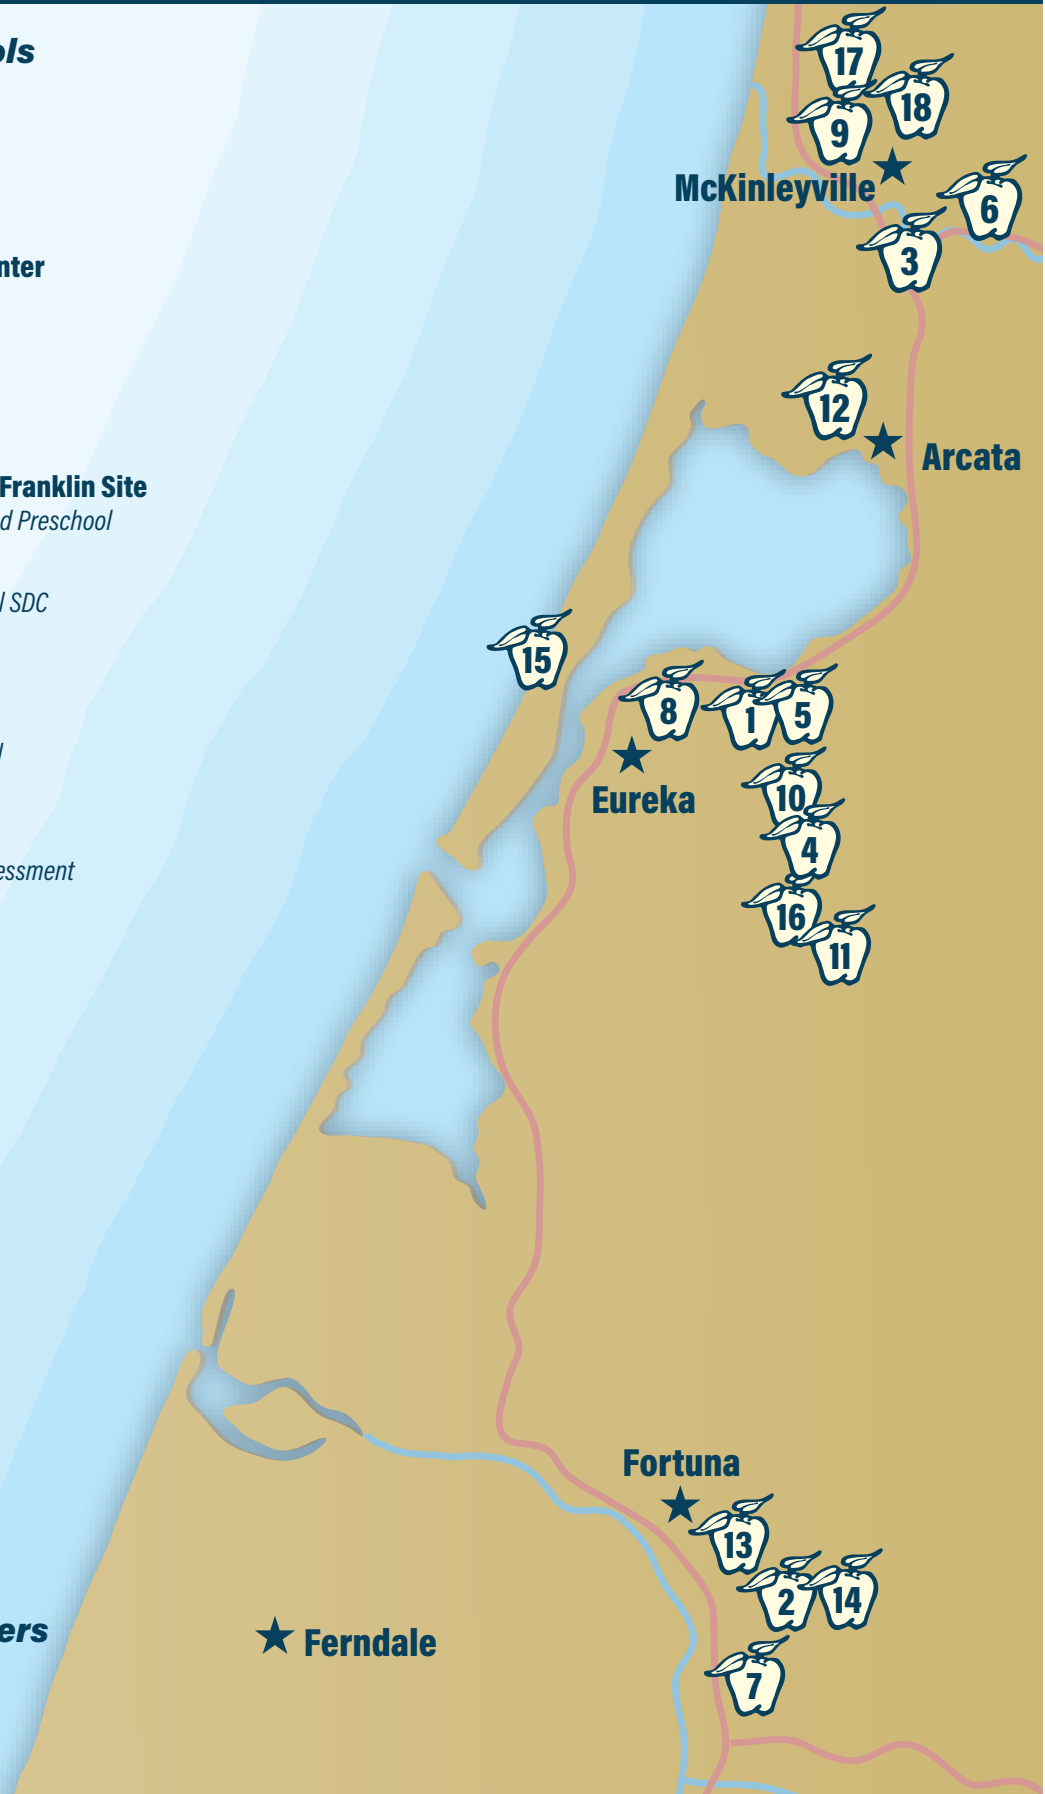 ols
17
18
9
McKinleyville
6
3
nter
12
Arcata
Franklin Site
d Preschool
l SDC
15
8
1
5
l
Eureka
10
4
essment
16
11
Fortuna
13
2
14
ers
Ferndale
7